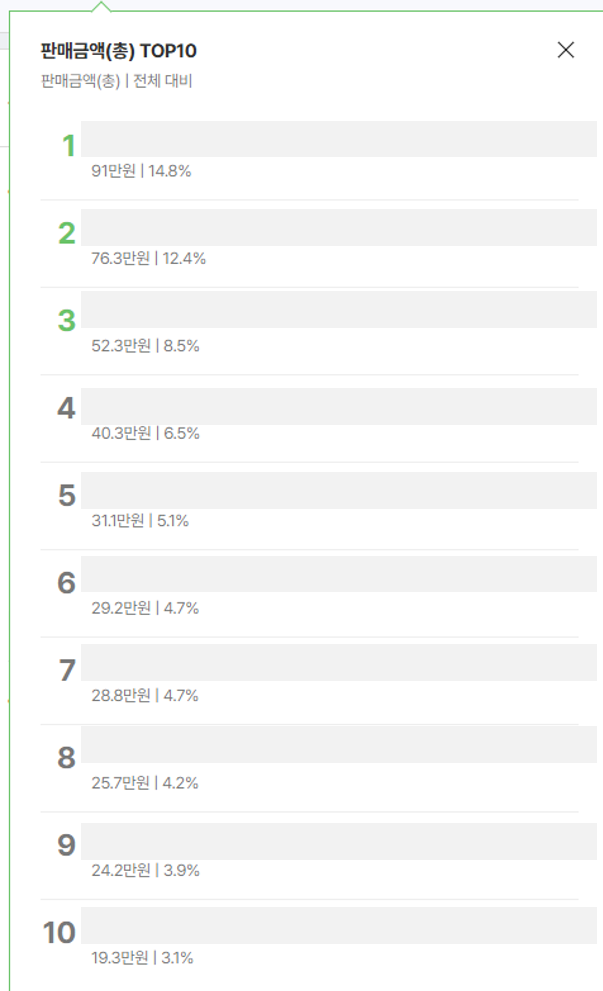 판매금액(총) TOP10
판매금액(총) | 전체 대비
1
91만원 | 14.8%
2
76.3만원 | 12.4%
3
52.3만원 | 8.5%
4
40.3만원 | 6.5%
5
31.1만원 | 5.1%
6
29.2만원 | 4.7%
7
28.8만원 | 4.7%
8
25.7만원 | 4.2%
9
24.2만원 | 3.9%
10
19.3만원 | 3.1%